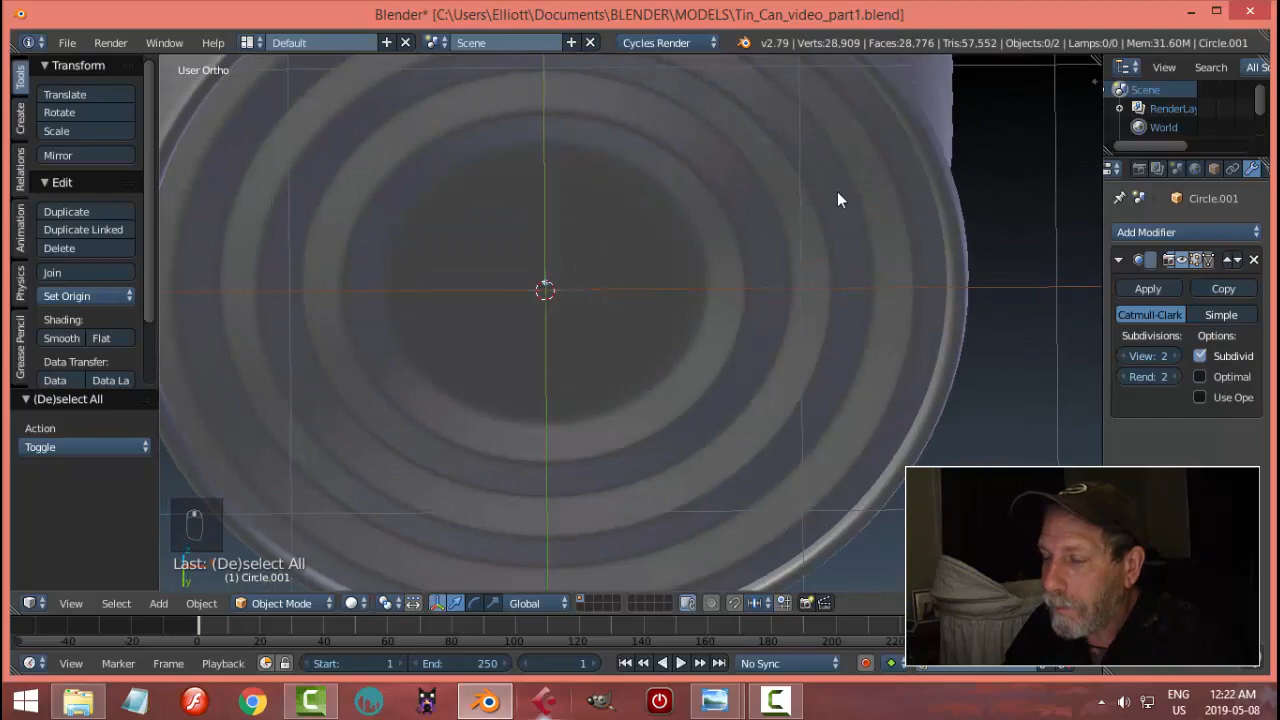 Blender* [C:\Users\Elliott\Documents\BLENDER\MODELS\Tin_Can_video_part1.blend]
File Render Window Help Default Scene Cycles Render v2.79 | Verts:28,909 | Faces:28,776 | Tris:57,552 | Objects:0/2 | Lamps:0/0 | Mem:31.60M | Circle.001
Tools
Create
Relations
Animation
Physics
Grease Pencil
Transform
Translate
Rotate
Scale
Mirror
Edit
Duplicate
Duplicate Linked
Delete
Join
Set Origin
Shading:
Smooth Flat
Data Transfer:
Data Data La
(De)select All
Action
Toggle
User Ortho
Last: (De)select All
(1) Circle.001
z
y
View Search All Sc
Scene
RenderLay
World
Circle.001
Add Modifier
Apply Copy
Catmull-Clark Simple
Subdivisions: Options:
View: 2 Subdivid
Rend: 2 Optimal
Use Ope
View Select Add Object Object Mode Global
-40 -20 0 20 40 60 80 100 120 140 160 180 200 220
View Marker Frame Playback Start: 1 End: 250 1 No Sync
ENG 12:22 AM
US 2019-05-08